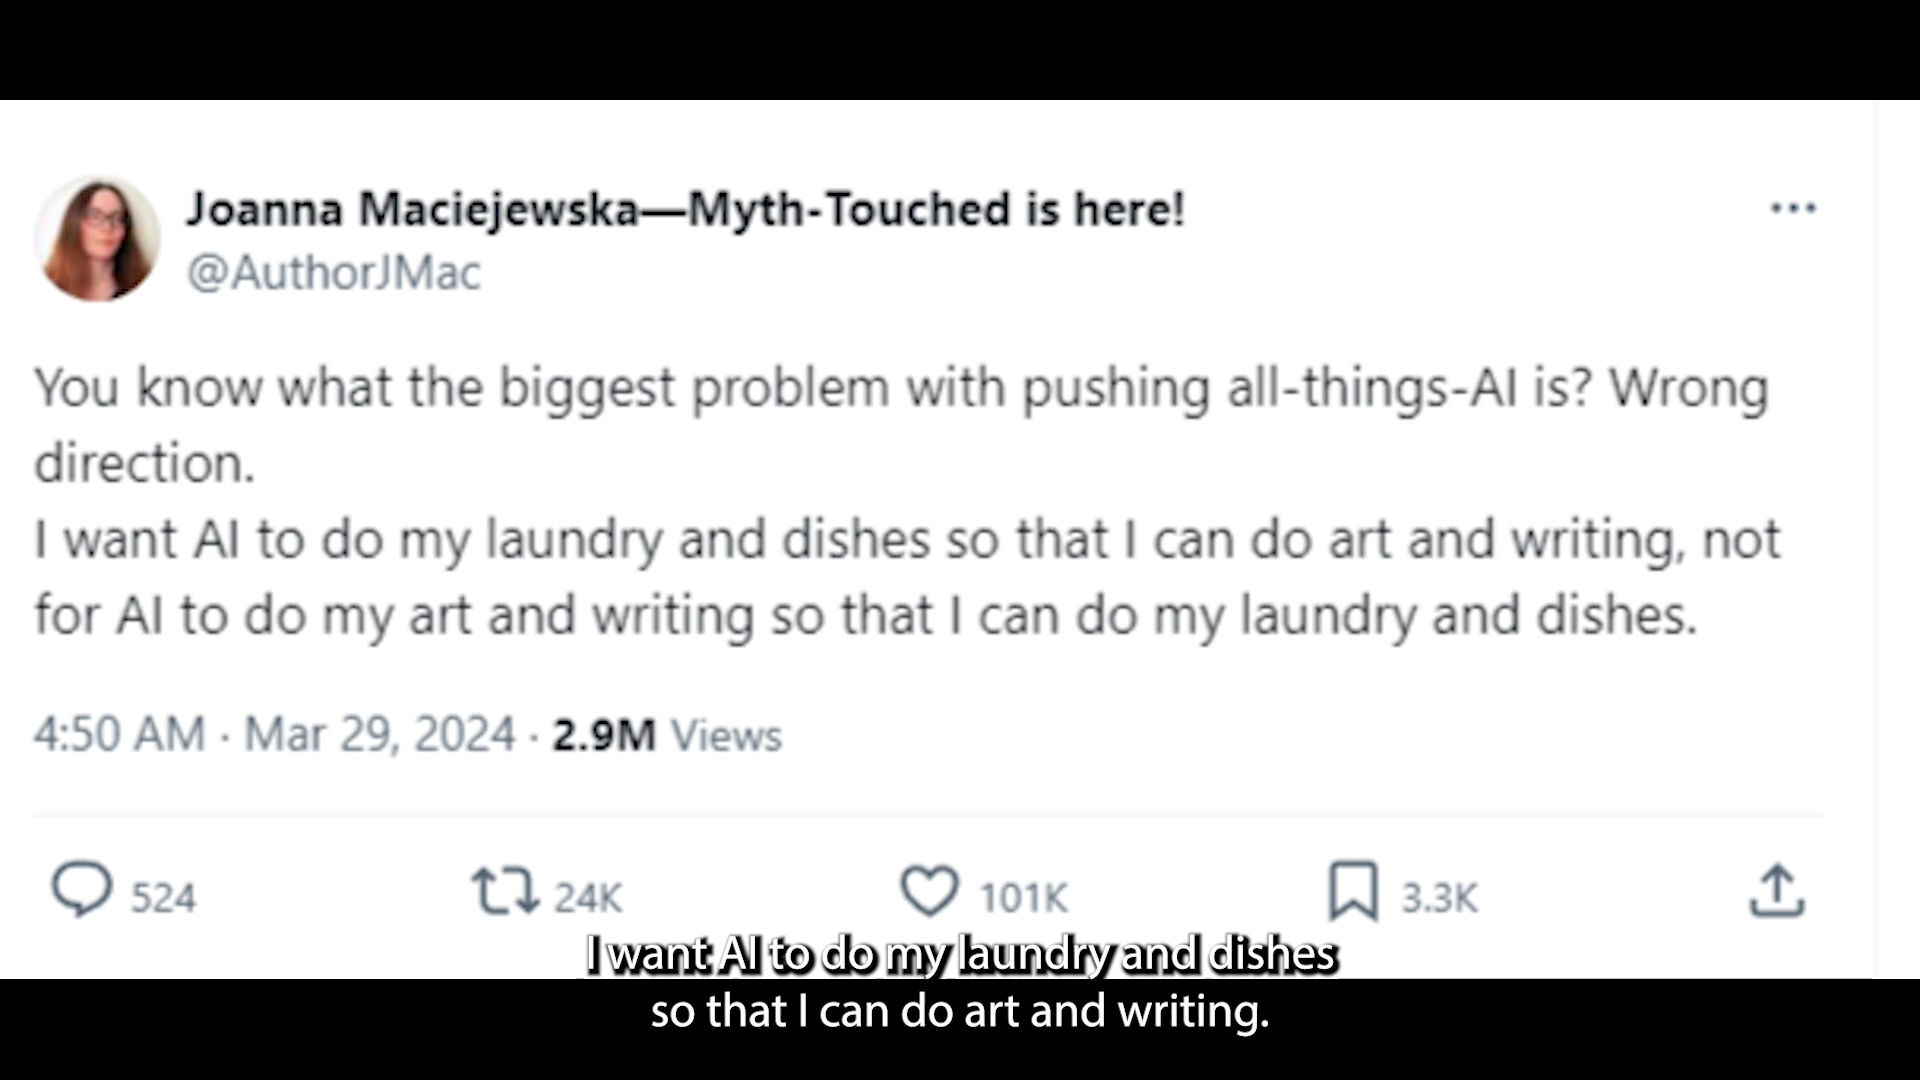 Joanna Maciejewska—Myth-Touched is here!
@AuthorJMac
You know what the biggest problem with pushing all-things-AI is? Wrong
direction.
I want AI to do my laundry and dishes so that I can do art and writing, not
for AI to do my art and writing so that I can do my laundry and dishes.
4:50 AM · Mar 29, 2024 · 2.9M Views
524 24K 101K 3.3K
I want AI to do my laundry and dishes
so that I can do art and writing.